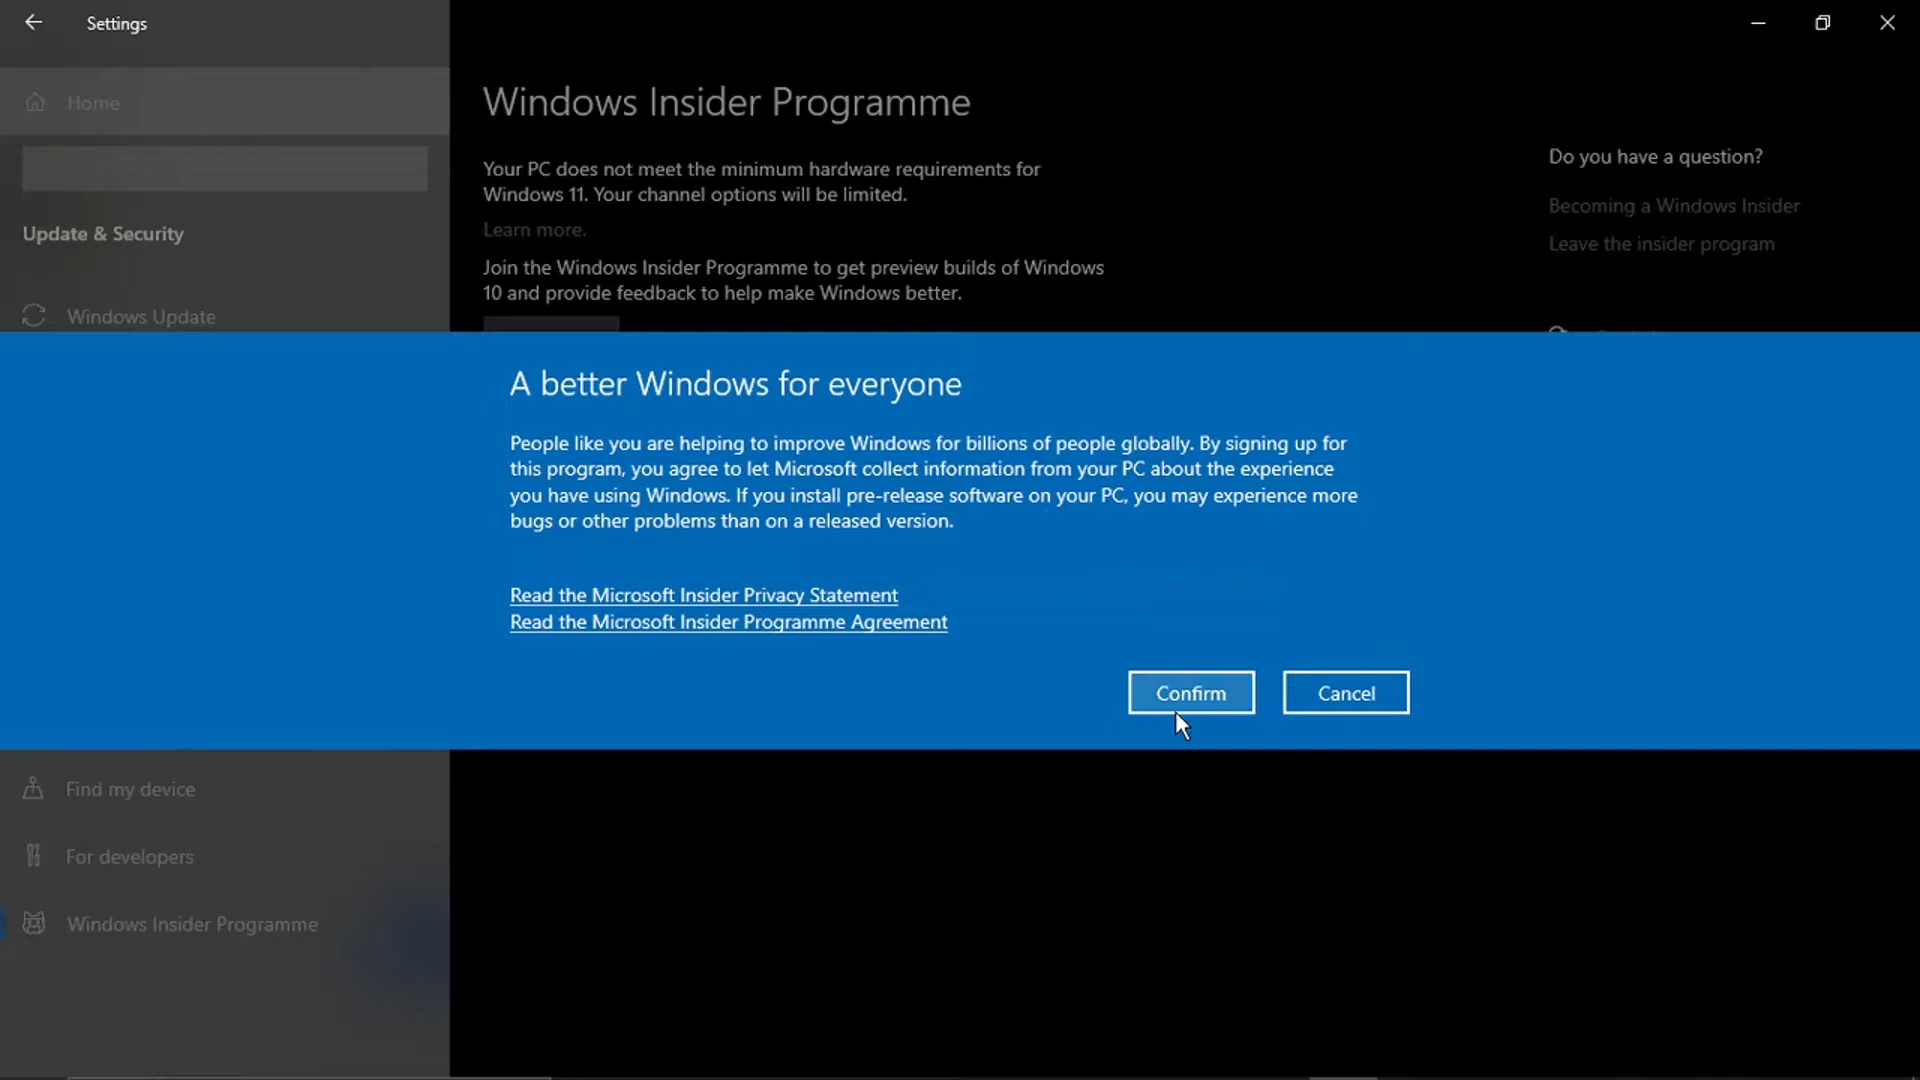 Settings
Home
Update & Security
Windows Update
Windows Insider Programme
Your PC does not meet the minimum hardware requirements for
Windows 11. Your channel options will be limited.
Learn more.
Join the Windows Insider Programme to get preview builds of Windows
10 and provide feedback to help make Windows better.
Do you have a question?
Becoming a Windows Insider
Leave the insider program
A better Windows for everyone
People like you are helping to improve Windows for billions of people globally. By signing up for
this program, you agree to let Microsoft collect information from your PC about the experience
you have using Windows. If you install pre-release software on your PC, you may experience more
bugs or other problems than on a released version.
Read the Microsoft Insider Privacy Statement
Read the Microsoft Insider Programme Agreement
Confirm
Cancel
Find my device
For developers
Windows Insider Programme